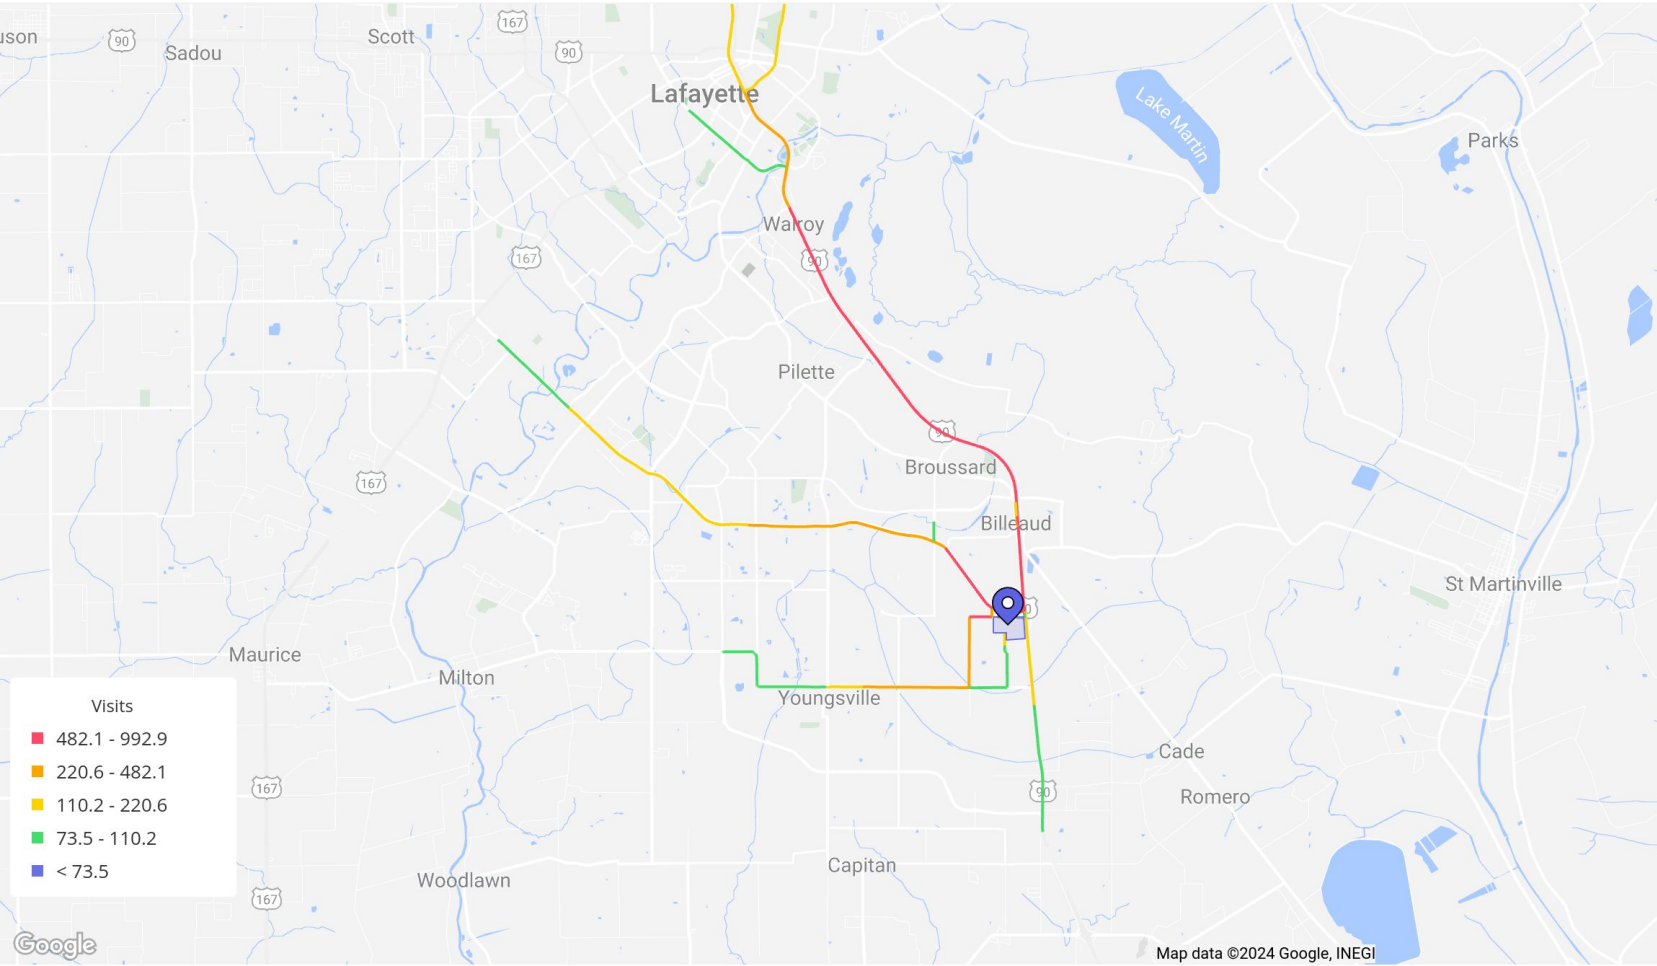 167
uson
90
Sadou
Scott
90
Lafayette
Lake Martin
Parks
Walroy
167
90
Pilette
90
Broussard
167
Billeaud
St Martinville
0
Maurice
Milton
Youngsville
Cade
90
Romero
167
Capitan
Woodlawn
167
Visits
482.1 - 992.9
220.6 - 482.1
110.2 - 220.6
73.5 - 110.2
< 73.5
Google
Map data ©2024 Google, INEGI